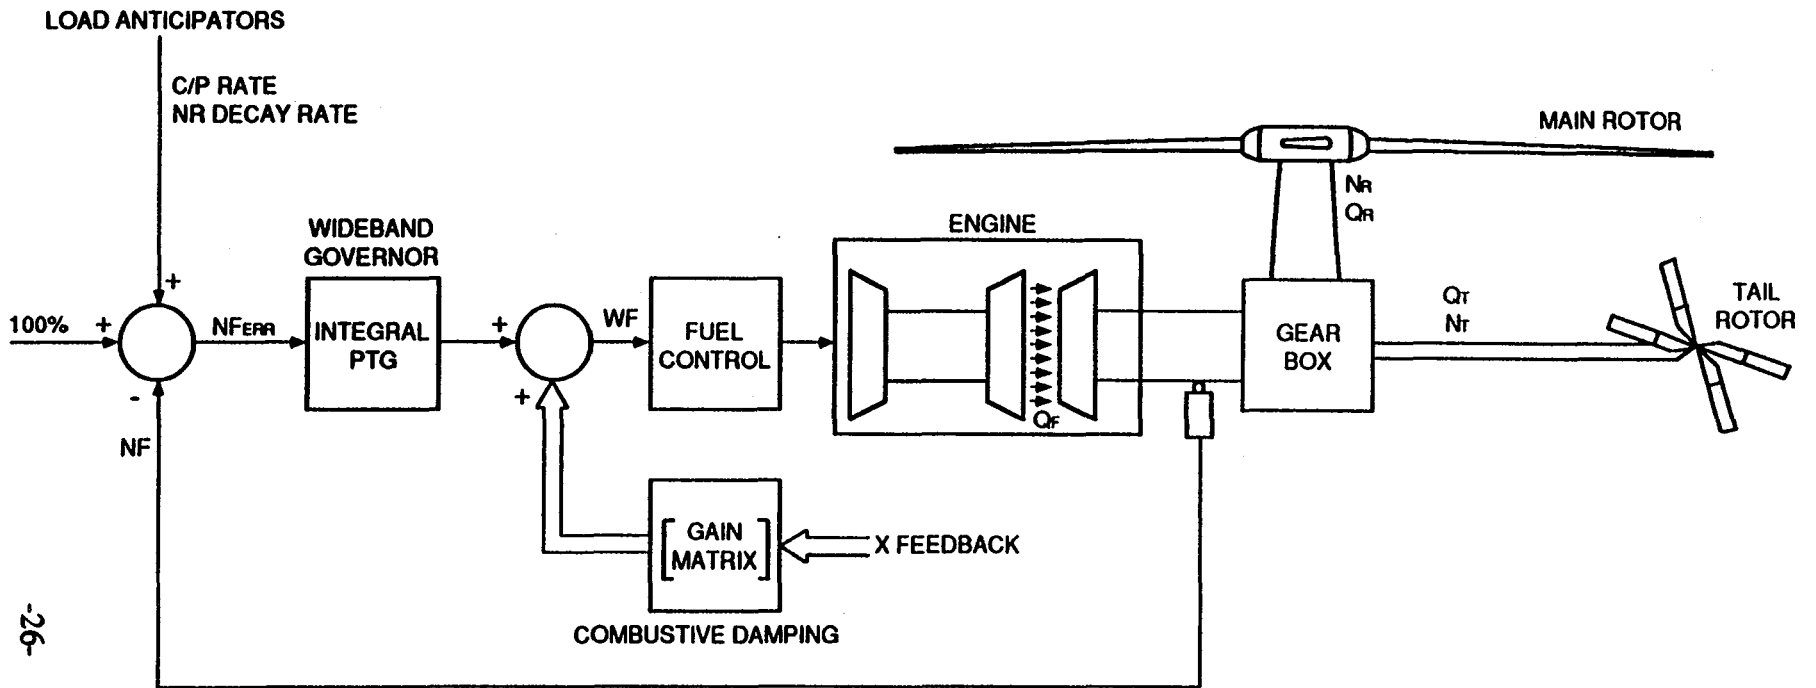 LOAD ANTICIPATORS
C/P RATE
NR DECAY RATE
MAIN ROTOR
NR
QR
WIDEBAND
GOVERNOR
ENGINE
+
100%
+
NFERR
INTEGRAL
PTG
+
WF
FUEL
CONTROL
GEAR
BOX
QT
NT
TAIL
ROTOR
-
+
QF
NF
GAIN
MATRIX
X FEEDBACK
COMBUSTIVE DAMPING
-26-